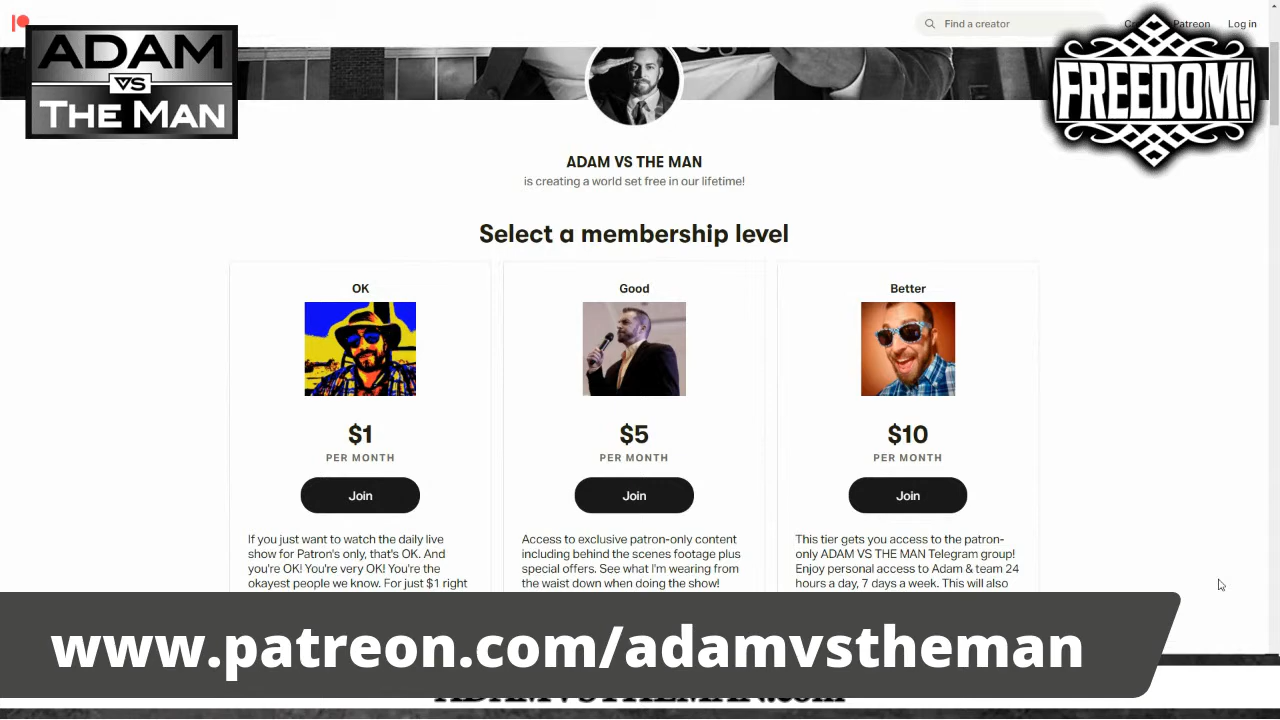 Find a creator
Patreon
Log in
ADAM
VS
THE MAN
FREEDOM!
ADAM VS THE MAN
is creating a world set free in our lifetime!
Select a membership level
OK
$1
PER MONTH
Join
If you just want to watch the daily live
show for Patron's only, that's OK. And
you're OK! You're very OK! You're the
okayest people we know. For just $1 right
Good
$5
PER MONTH
Join
Access to exclusive patron-only content
including behind the scenes footage plus
special offers. See what I'm wearing from
the waist down when doing the show!
Better
$10
PER MONTH
Join
This tier gets you access to the patron-
only ADAM VS THE MAN Telegram group!
Enjoy personal access to Adam & team 24
hours a day, 7 days a week. This will also
www.patreon.com/adamvstheman